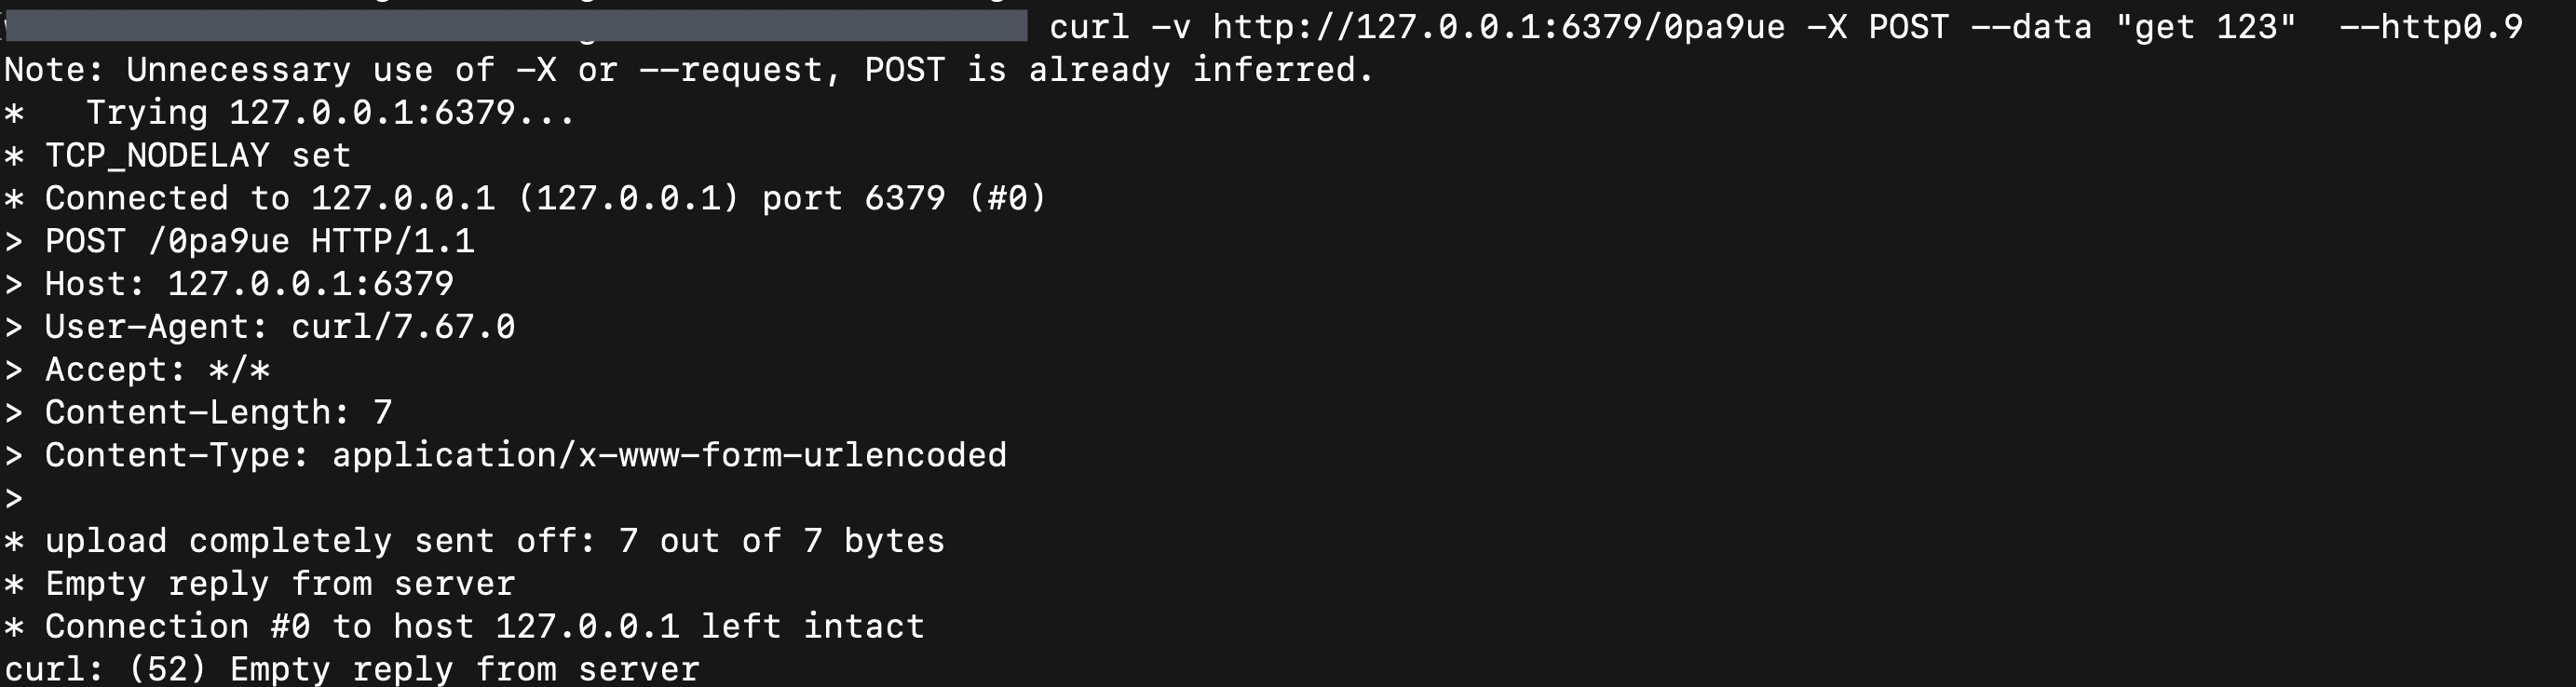 curl -v http://127.0.0.1:6379/0pa9ue -X POST --data "get 123"  --http0.9
Note: Unnecessary use of -X or --request, POST is already inferred.
*   Trying 127.0.0.1:6379...
* TCP_NODELAY set
* Connected to 127.0.0.1 (127.0.0.1) port 6379 (#0)
> POST /0pa9ue HTTP/1.1
> Host: 127.0.0.1:6379
> User-Agent: curl/7.67.0
> Accept: */*
> Content-Length: 7
> Content-Type: application/x-www-form-urlencoded
>
* upload completely sent off: 7 out of 7 bytes
* Empty reply from server
* Connection #0 to host 127.0.0.1 left intact
curl: (52) Empty reply from server